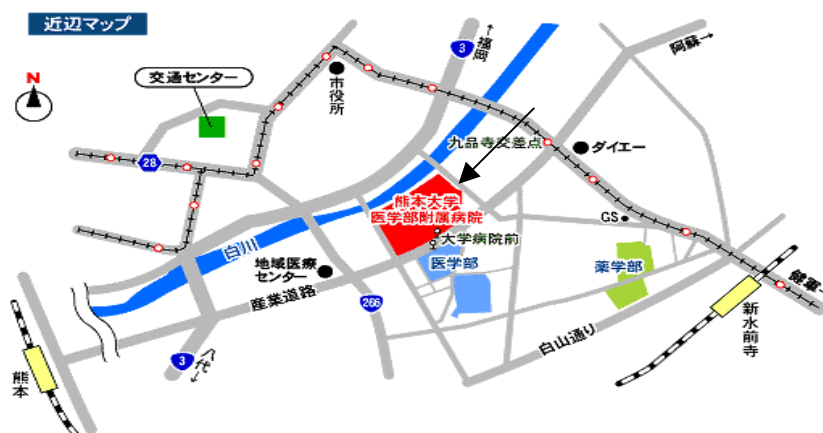 近辺マップ
N
交通センター
市役所
3
←福岡
阿蘇→
28
九品寺交差点
ダイエー
熊本大学
医学部附属病院
GS
大学病院前
白川
地域医療
センター
医学部
薬学部
健軍→
産業道路
266
新水前寺
白山通り
3
八代→
熊本